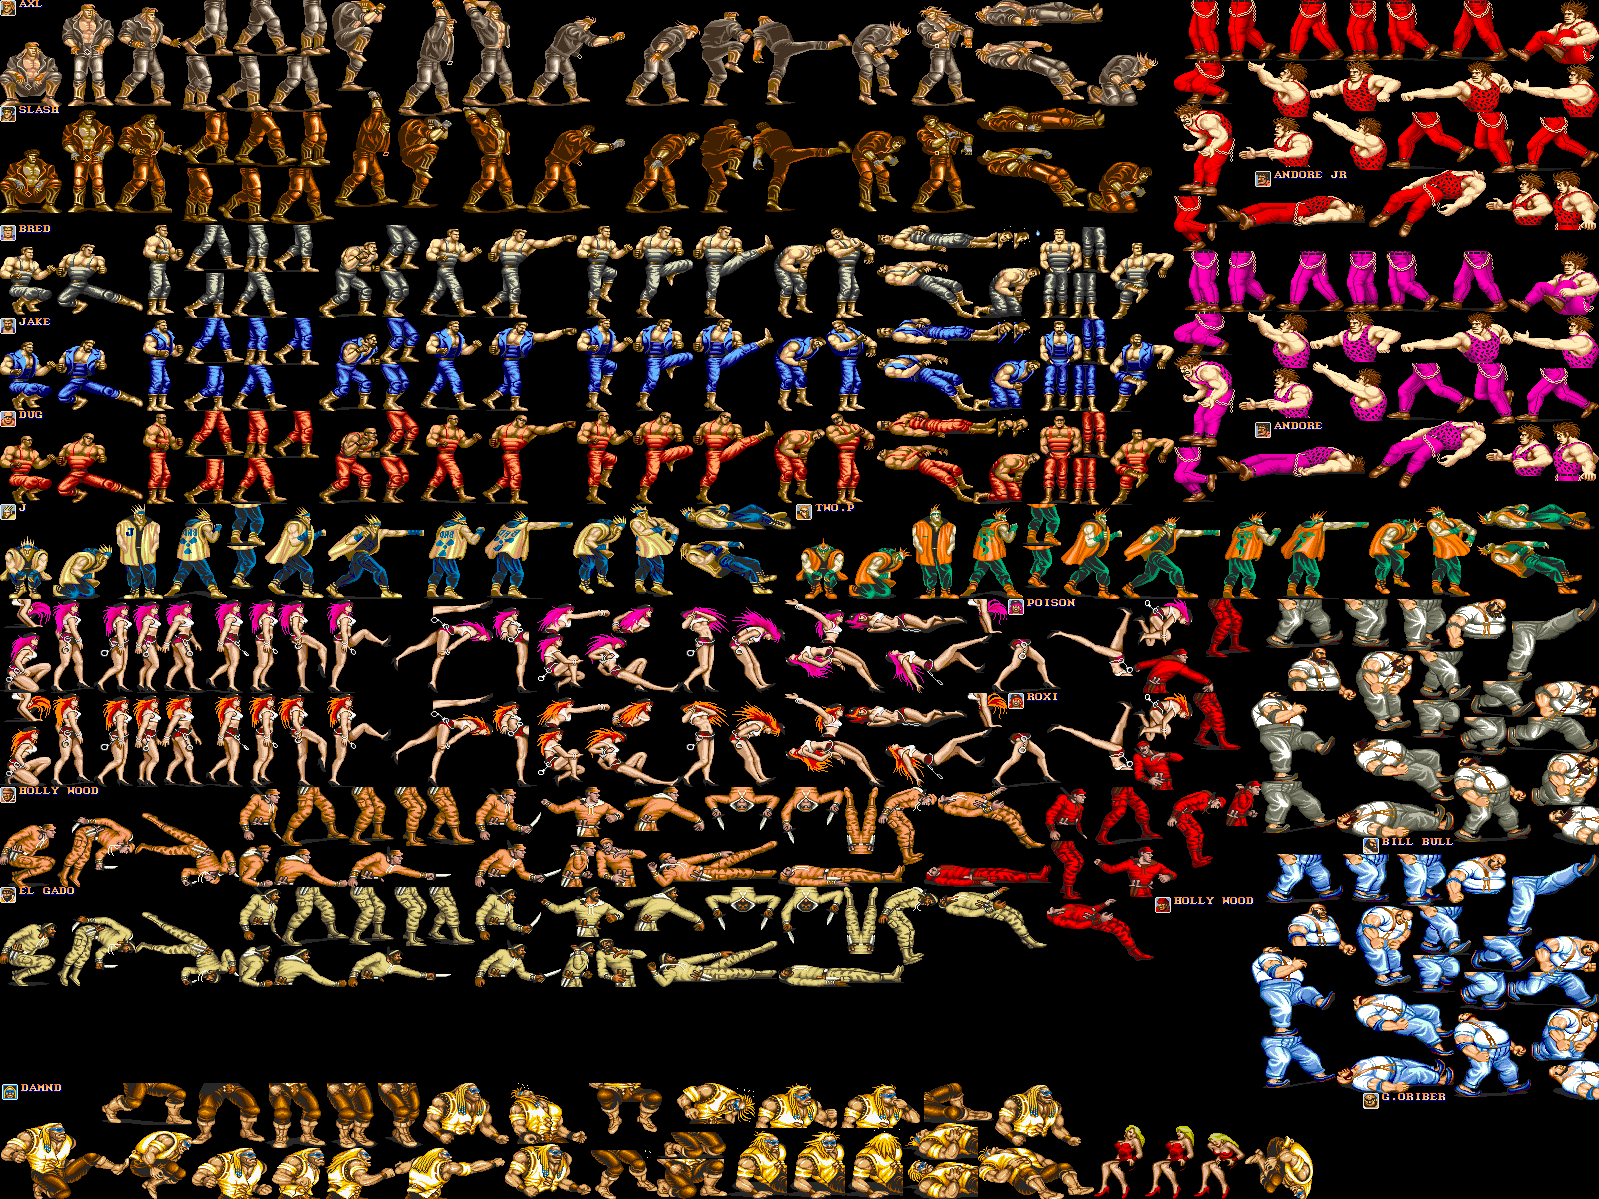 AXL
SLASH
ANDORE JR
BRED
JAKE
DUG
ANDORE
J
TWO.P
POISON
ROXI
HOLLY WOOD
BILL BULL
EL GADO
HOLLY WOOD
DAMND
G.ORIBER